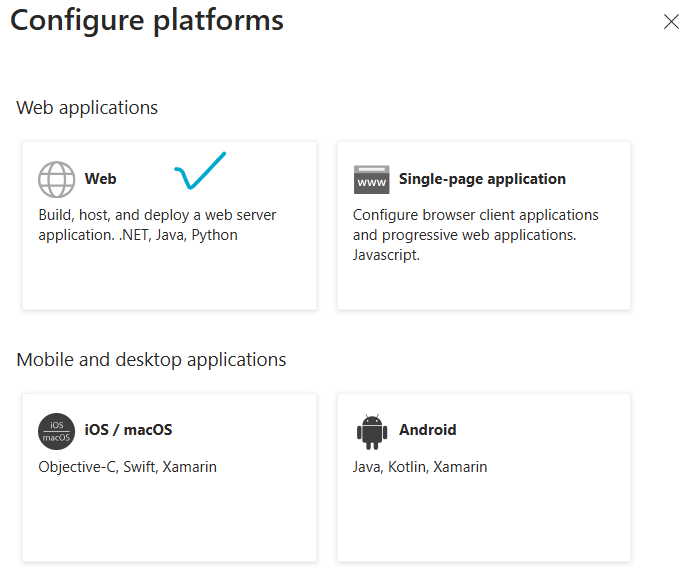 Configure platforms
Web applications
Web
Build, host, and deploy a web server
application. .NET, Java, Python
www
Single-page application
Configure browser client applications
and progressive web applications.
Javascript.
Mobile and desktop applications
iOS
macOS
iOS / macOS
Objective-C, Swift, Xamarin
Android
Java, Kotlin, Xamarin